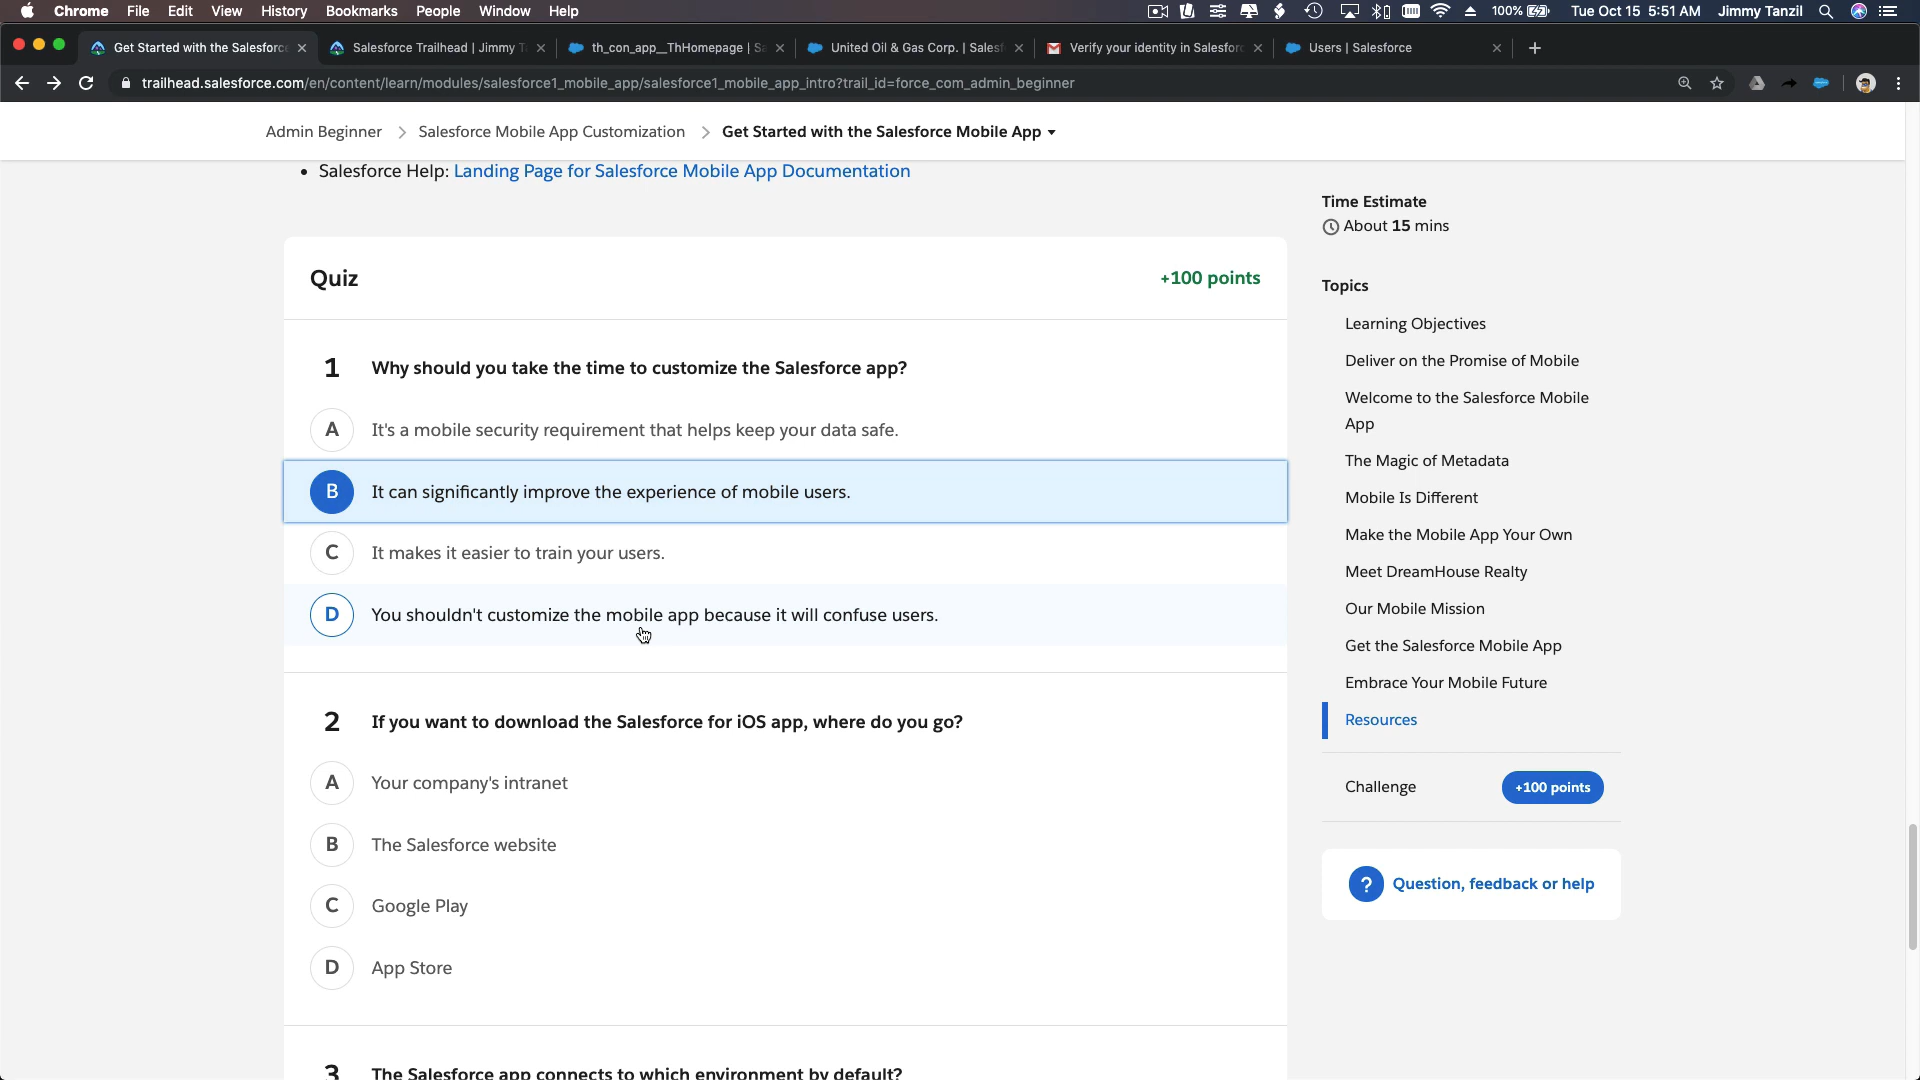 Chrome File Edit View History Bookmarks People Window Help 100% Tue Oct 15 5:51 AM Jimmy Tanzil
Get Started with the Salesforce Salesforce Trailhead | Jimmy T th_con_app__ThHomepage | Sa United Oil & Gas Corp. | Salesf Verify your identity in Salesforc Users | Salesforce
trailhead.salesforce.com/en/content/learn/modules/salesforce1_mobile_app/salesforce1_mobile_app_intro?trail_id=force_com_admin_beginner
Admin Beginner > Salesforce Mobile App Customization > Get Started with the Salesforce Mobile App
• Salesforce Help: Landing Page for Salesforce Mobile App Documentation
Quiz +100 points
1 Why should you take the time to customize the Salesforce app?
A It's a mobile security requirement that helps keep your data safe.
B It can significantly improve the experience of mobile users.
C It makes it easier to train your users.
D You shouldn't customize the mobile app because it will confuse users.
2 If you want to download the Salesforce for iOS app, where do you go?
A Your company's intranet
B The Salesforce website
C Google Play
D App Store
3 The Salesforce app connects to which environment by default?
Time Estimate
About 15 mins
Topics
Learning Objectives
Deliver on the Promise of Mobile
Welcome to the Salesforce Mobile
App
The Magic of Metadata
Mobile Is Different
Make the Mobile App Your Own
Meet DreamHouse Realty
Our Mobile Mission
Get the Salesforce Mobile App
Embrace Your Mobile Future
Resources
Challenge +100 points
? Question, feedback or help